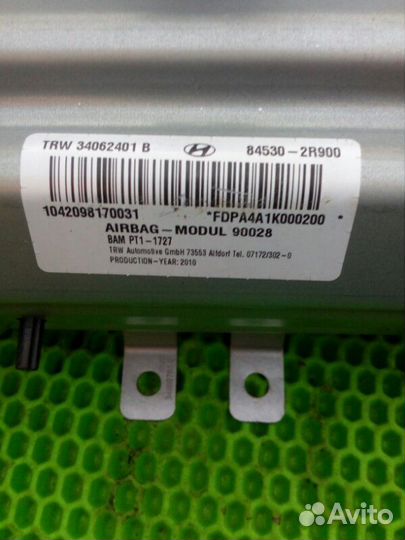 TRW 34062401 B 84530-2R900
1042098170031 *FDPA4A1K000200 *
AIRBAG-MODUL 90028
BAM PT1-1727
TRW Automotive GmbH 73553 Alfdorf Tel. 07172/302-0
PRODUCTION-YEAR: 2010
Avito